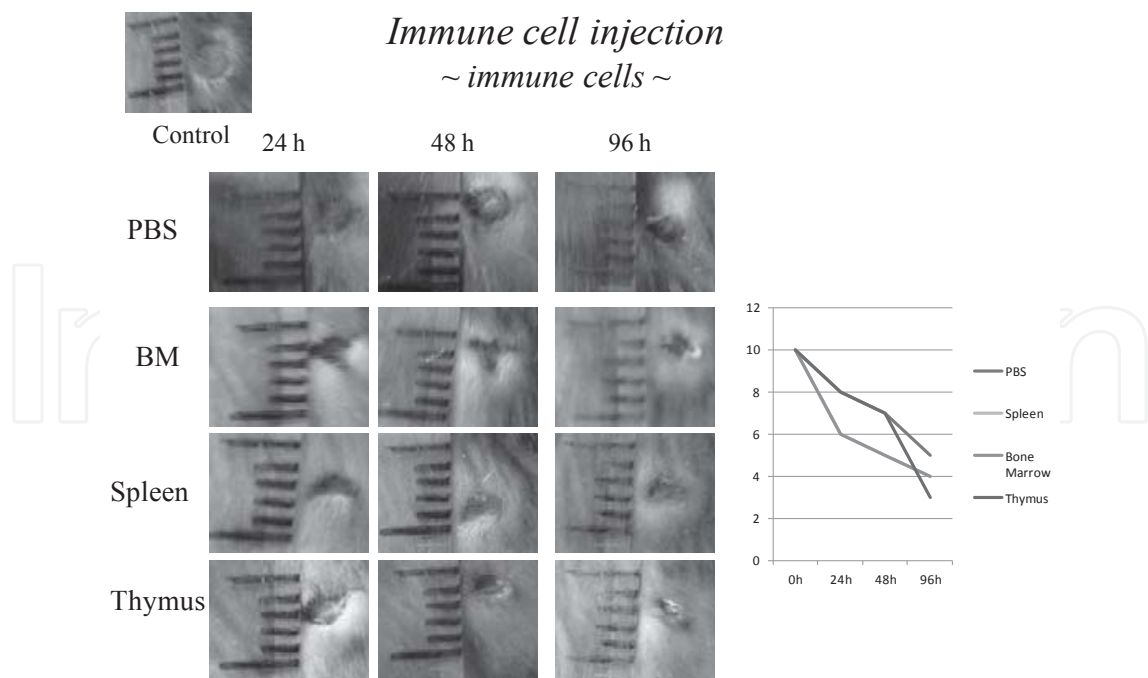 Immune cell injection
~ immune cells ~
Control
24 h
48 h
96 h
PBS
BM
Spleen
Thymus
12
10
8
6
4
2
0
0h
24h
48h
96h
PBS
Spleen
Bone
Marrow
Thymus